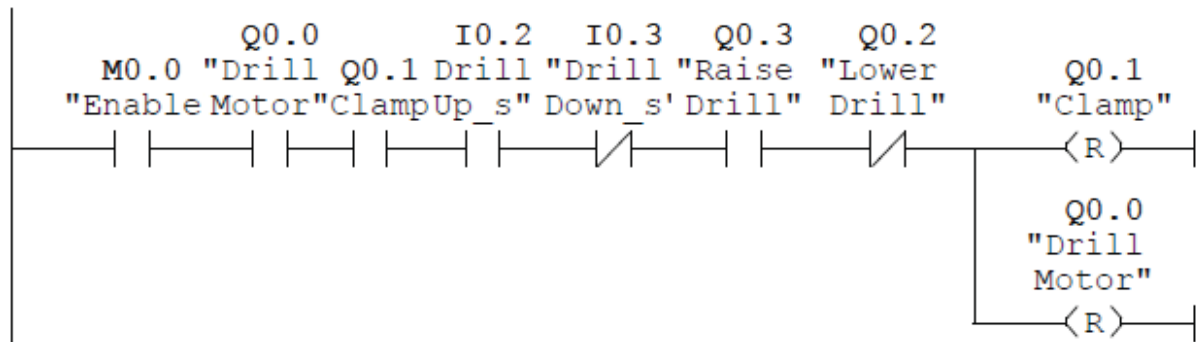 Q0.0 I0.2 I0.3 Q0.3 Q0.2
M0.0 "Drill Q0.1 Drill "Drill "Raise "Lower Q0.1
"Enable Motor" Clamp Up_s" Down_s' Drill" Drill" "Clamp"
(R)
Q0.0
"Drill
Motor"
(R)